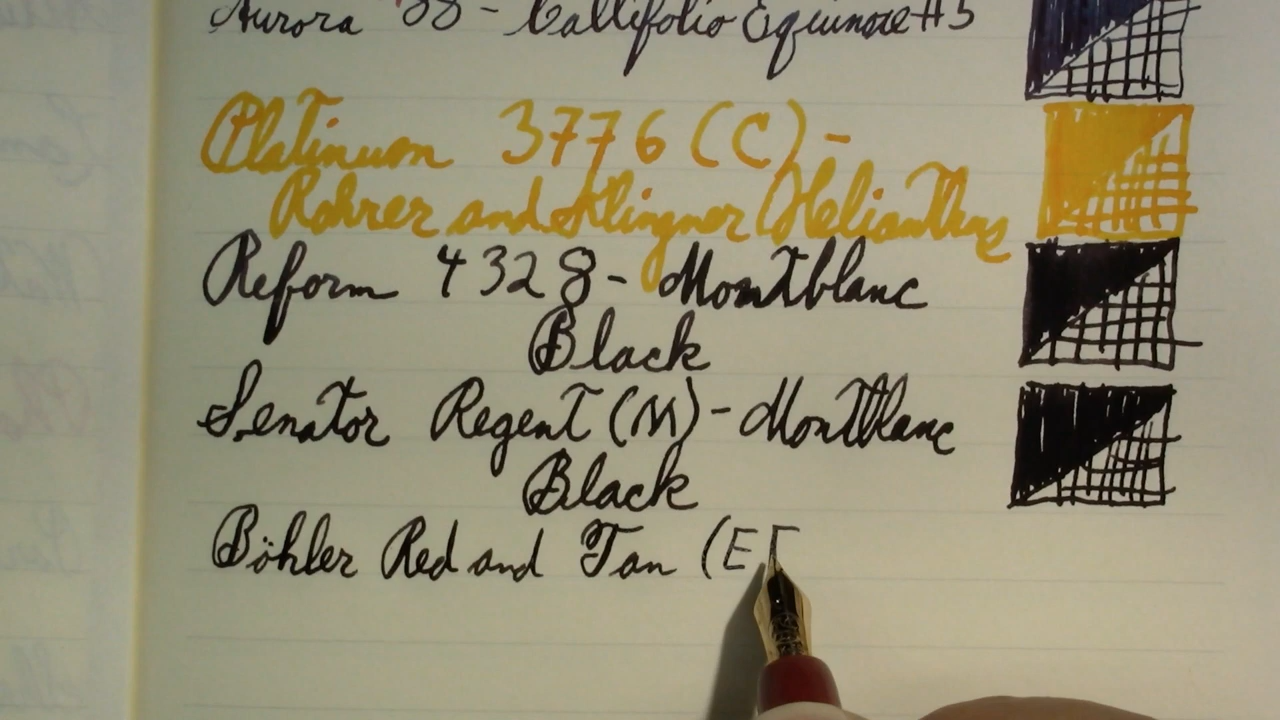 Aurora 88 - Callifolio Equinoxe #5
Platinum 3776 (C) -
Rohrer and Klingner Helianthus
Reform 4328 - Montblanc
Black
Senator Regent (M) - Montblanc
Black
Böhler Red and Tan (EF